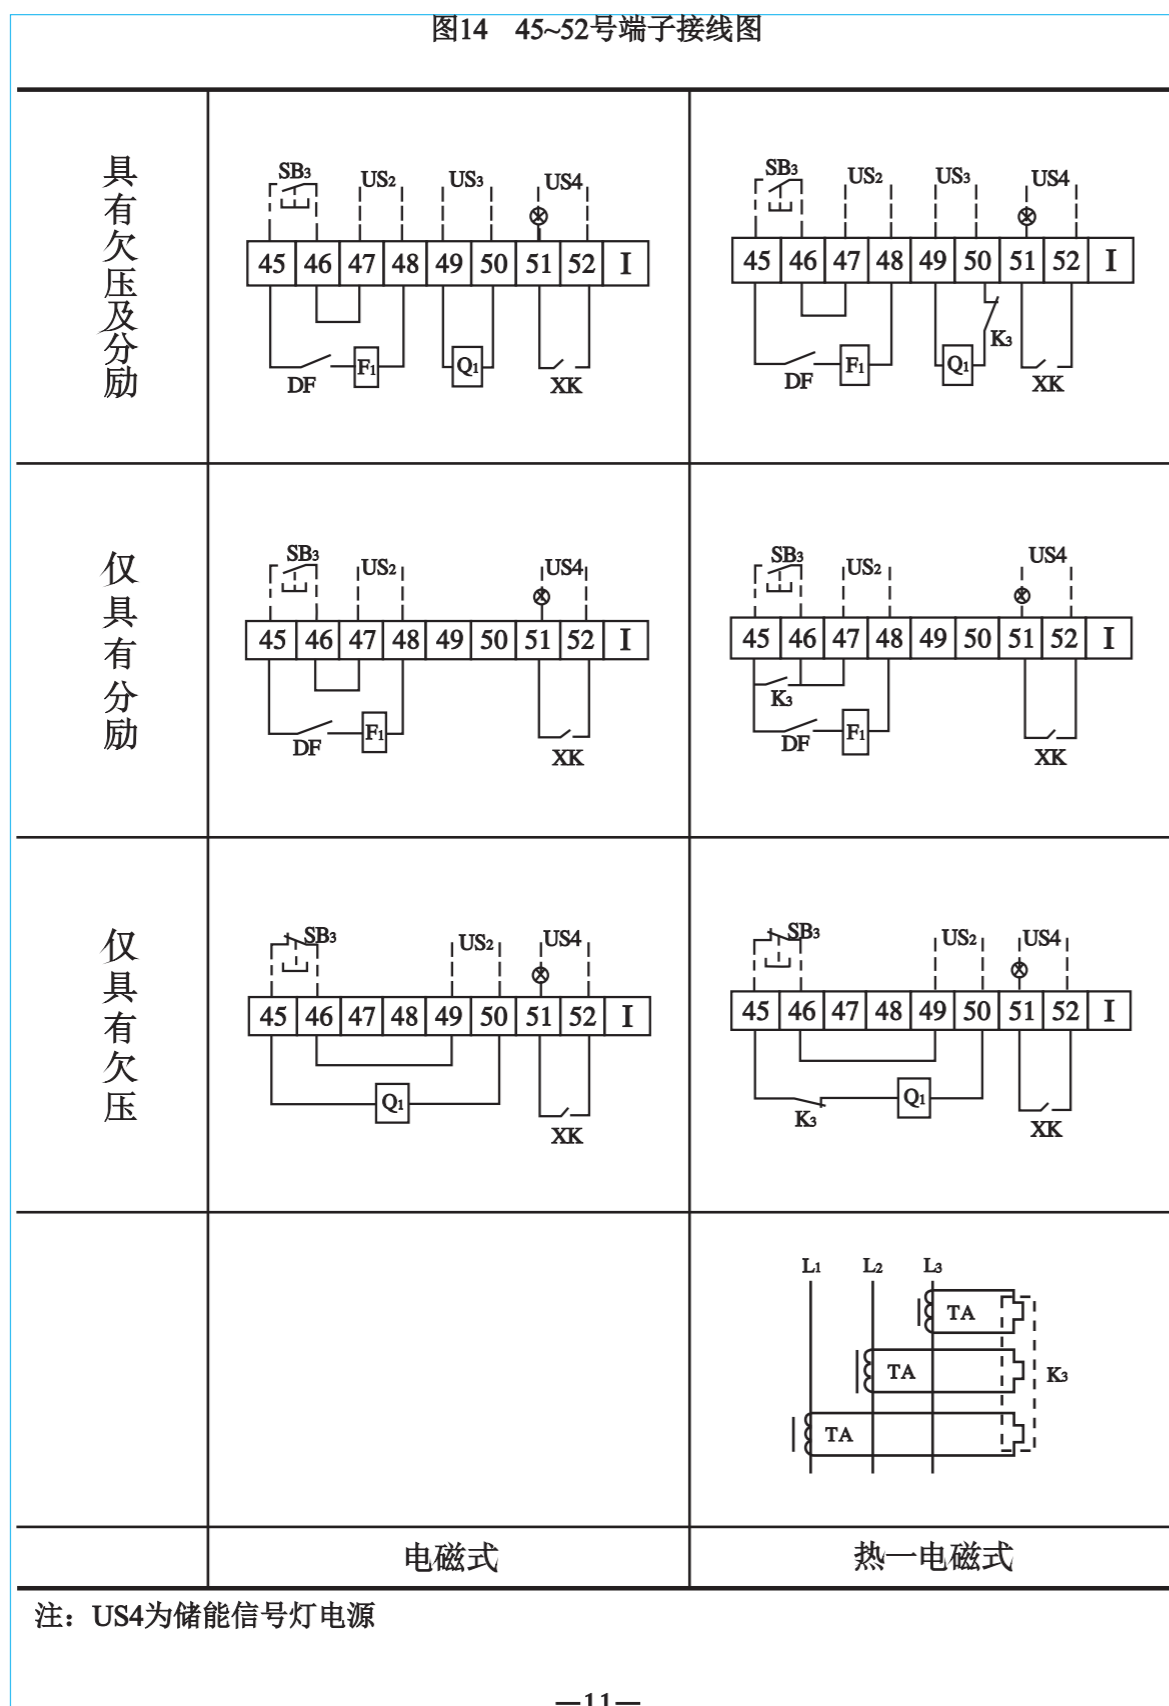 图14 45~52号端子接线图
具有欠压及分励
SB3 US2 US3 US4
45 46 47 48 49 50 51 52 I
DF F1 Q1 XK
SB3 US2 US3 US4
45 46 47 48 49 50 51 52 I
K3
DF F1 Q1 XK
仅具有分励
SB3 US2 US4
45 46 47 48 49 50 51 52 I
DF F1 XK
SB3 US2 US4
45 46 47 48 49 50 51 52 I
K3
DF F1 XK
仅具有欠压
SB3 US2 US4
45 46 47 48 49 50 51 52 I
Q1
XK
SB3 US2 US4
45 46 47 48 49 50 51 52 I
K3 Q1 XK
L1 L2 L3
TA
TA K3
TA
电磁式 热一电磁式
注：US4为储能信号灯电源
—11—